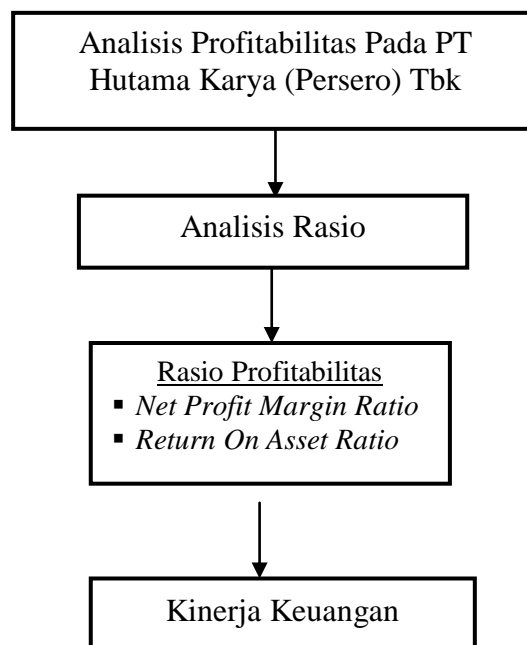 Analisis Profitabilitas Pada PT
Hutama Karya (Persero) Tbk
Analisis Rasio
Rasio Profitabilitas
▪ Net Profit Margin Ratio
▪ Return On Asset Ratio
Kinerja Keuangan